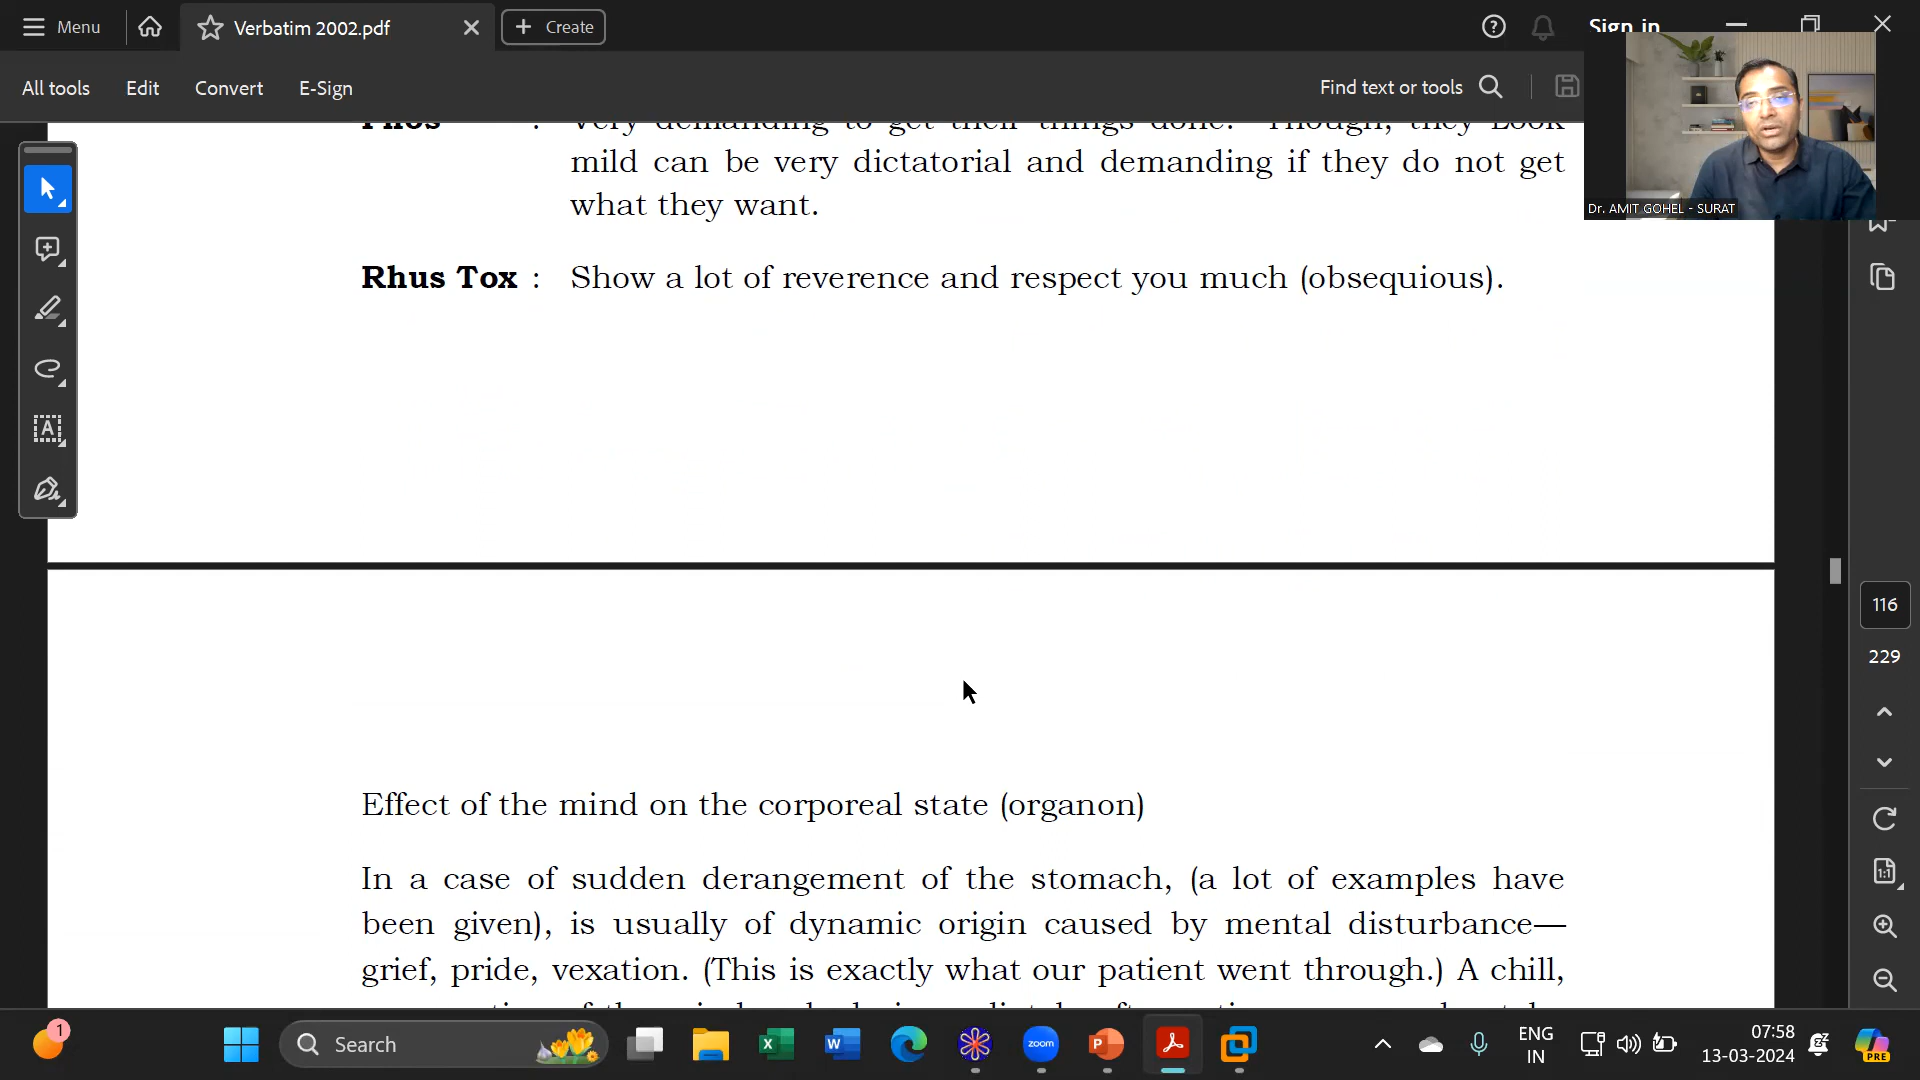 Menu
Verbatim 2002.pdf
Create
Sign in
All tools
Edit
Convert
E-Sign
Find text or tools
Dr. AMIT GOHEL - SURAT
Phos : Very demanding to get their things done. Though, they Look
mild can be very dictatorial and demanding if they do not get
what they want.
Rhus Tox : Show a lot of reverence and respect you much (obsequious).
116
229
Effect of the mind on the corporeal state (organon)
In a case of sudden derangement of the stomach, (a lot of examples have
been given), is usually of dynamic origin caused by mental disturbance—
grief, pride, vexation. (This is exactly what our patient went through.) A chill,
1
Search
zoom
ENG
IN
07:58
13-03-2024
PRE